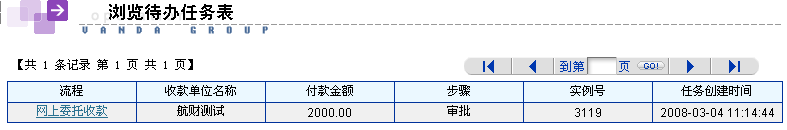 浏览待办任务表
VANDA GROUP
【共 1 条记录 第 1 页 共 1 页】 到第 页 GO!
流程 收款单位名称 付款金额 步骤 实例号 任务创建时间
网上委托收款 航财测试 2000.00 审批 3119 2008-03-04 11:14:44